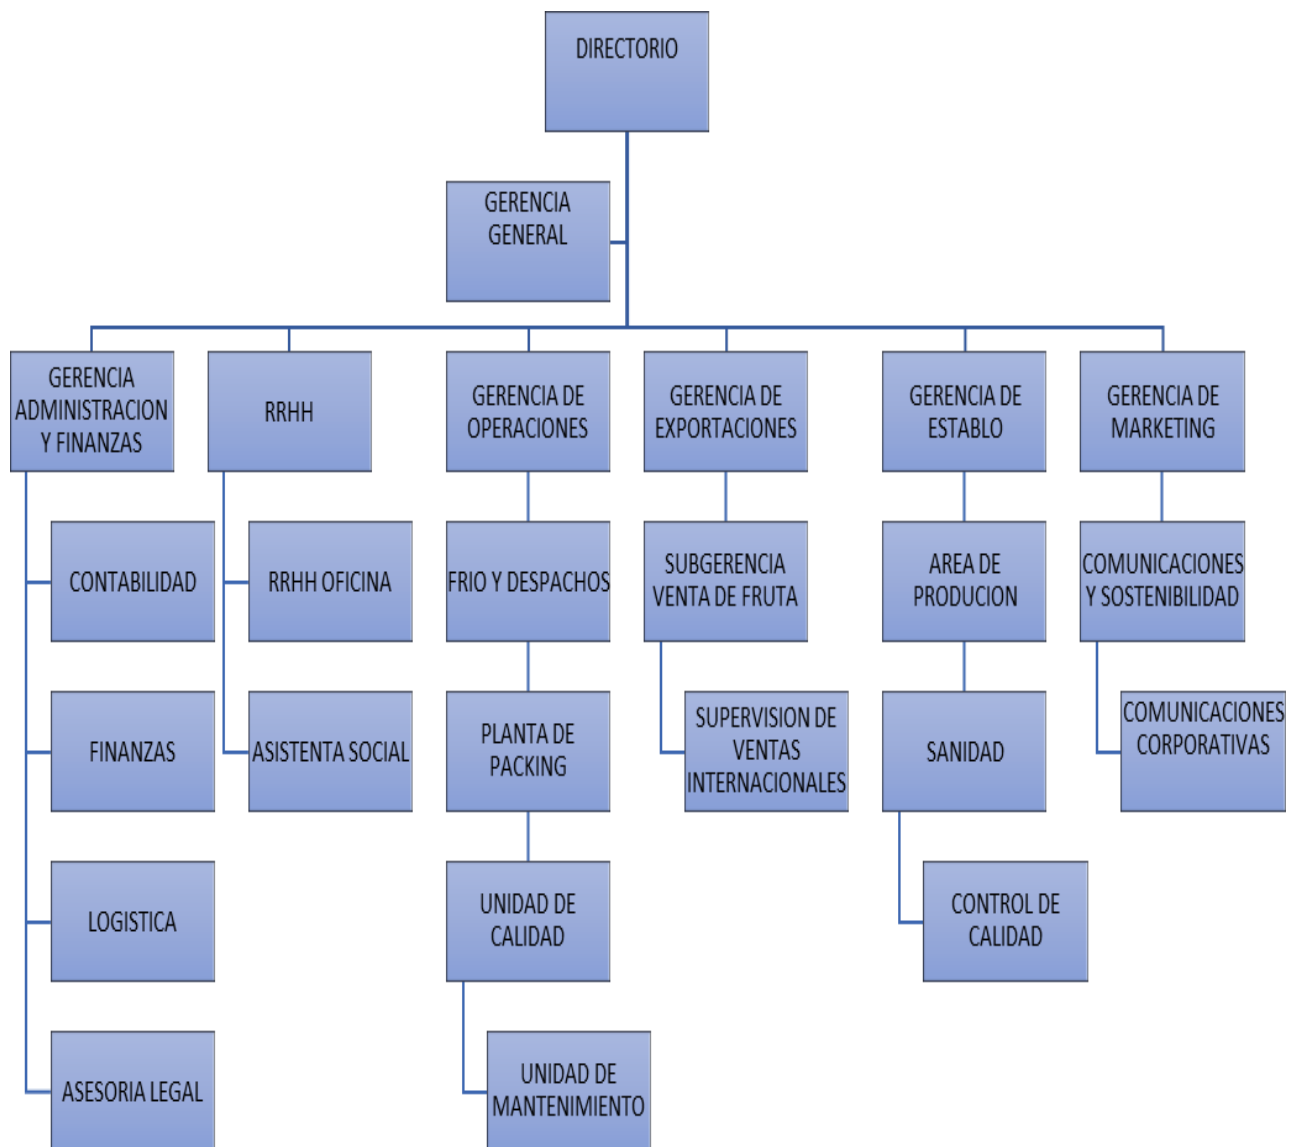 DIRECTORIO
GERENCIA
GENERAL
GERENCIA
ADMINISTRACION
Y FINANZAS
RRHH
GERENCIA DE
OPERACIONES
GERENCIA DE
EXPORTACIONES
GERENCIA DE
ESTABLO
GERENCIA DE
MARKETING
CONTABILIDAD
RRHH OFICINA
FRIO Y DESPACHOS
SUBGERENCIA
VENTA DE FRUTA
AREA DE
PRODUCION
COMUNICACIONES
Y SOSTENIBILIDAD
FINANZAS
ASISTENTA SOCIAL
PLANTA DE
PACKING
SUPERVISION DE
VENTAS
INTERNACIONALES
SANIDAD
COMUNICACIONES
CORPORATIVAS
LOGISTICA
UNIDAD DE
CALIDAD
CONTROL DE
CALIDAD
ASESORIA LEGAL
UNIDAD DE
MANTENIMIENTO